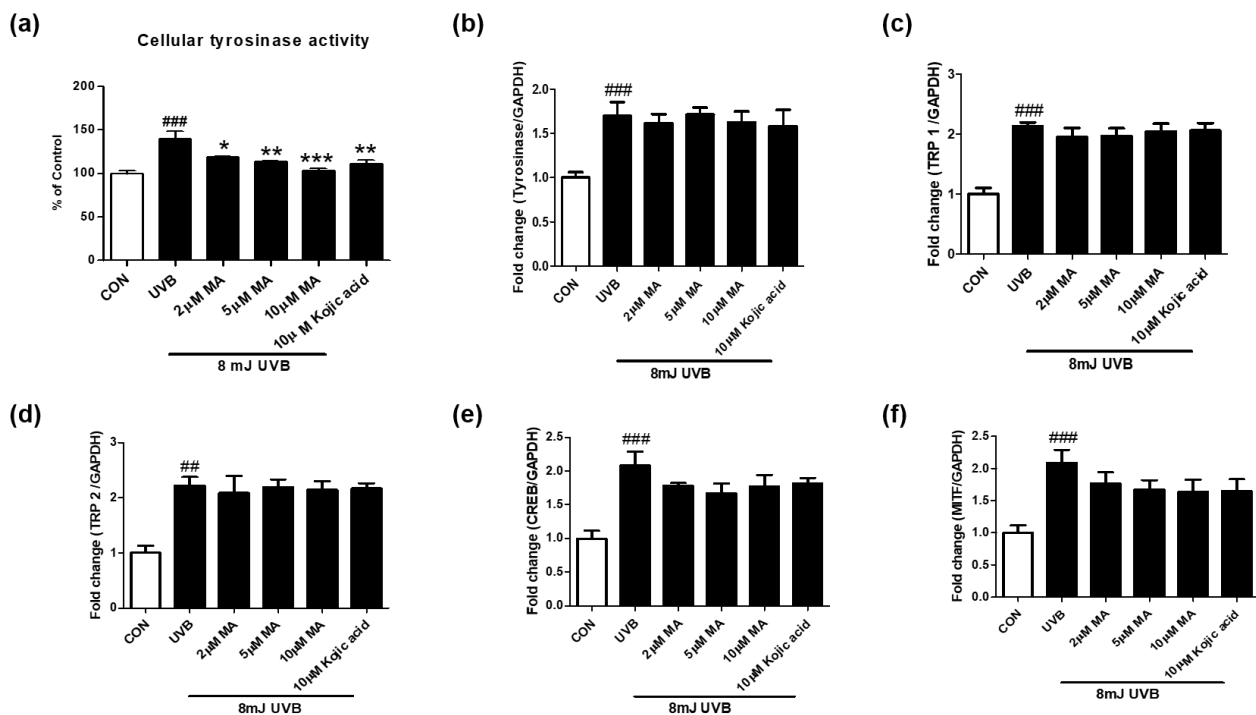 (a)
Cellular tyrosinase activity
% of Control
200
150
100
50
0
###
*
**
***
**
CON
UVB
2μM MA
5μM MA
10μM MA
10μ M Kojic acid
8 mJ UVB
(b)
Fold change (Tyrosinase/GAPDH)
2.0
1.5
1.0
0.5
0.0
###
CON
UVB
2μM MA
5μM MA
10μM MA
10μM Kojic acid
8mJ UVB
(c)
Fold change (TRP 1 /GAPDH)
3
2
1
0
###
CON
UVB
2μM MA
5μM MA
10μM MA
10μM Kojic acid
8mJ UVB
(d)
Fold change (TRP 2 /GAPDH)
3
2
1
0
##
CON
UVB
2μM MA
5μM MA
10μM MA
10μM Kojic acid
8mJ UVB
(e)
Fold change (CREB/GAPDH)
2.5
2.0
1.5
1.0
0.5
0.0
###
CON
UVB
2μM MA
5μM MA
10μM MA
10μM Kojic acid
8mJ UVB
(f)
Fold change (MITF/GAPDH)
2.5
2.0
1.5
1.0
0.5
0.0
###
CON
UVB
2μM MA
5μM MA
10μM MA
10μM Kojic acid
8mJ UVB